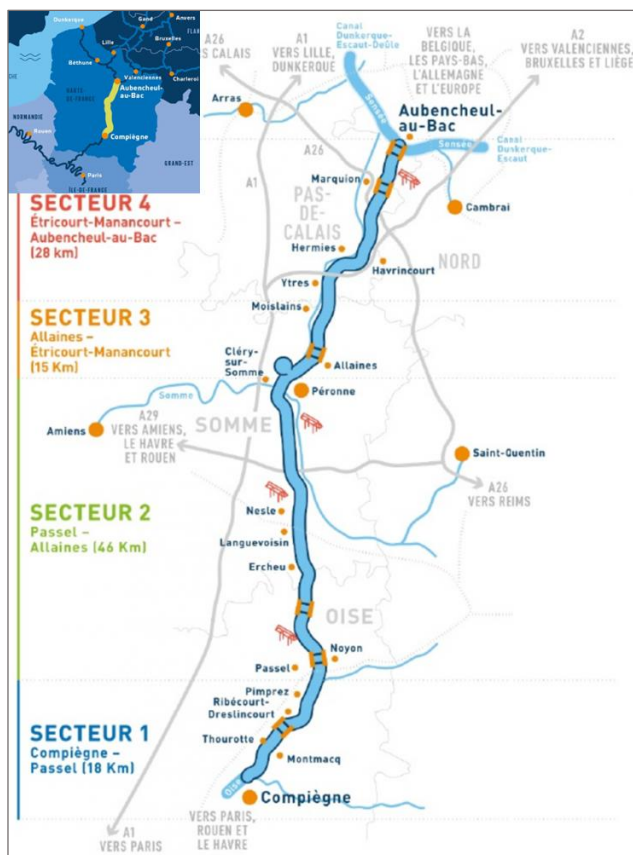 Dunkerque
Gand
Anvers
Lille
Bruxelles
Béthune
Valenciennes
Charleroi
Aubencheul-
au-Bac
NORMANDIE
Rouen
Compiègne
GRAND-EST
Paris
ÎLE-DE-FRANCE
A26
VERS CALAIS
A1
VERS LILLE,
DUNKERQUE
Canal
Dunkerque-
Escaut-Deûle
VERS LA
BELGIQUE,
LES PAYS-BAS,
L'ALLEMAGNE
ET L'EUROPE
A2
VERS VALENCIENNES,
BRUXELLES ET LIÈGE
Arras
Sensée
Aubencheul-
au-Bac
Sensée
Canal
Dunkerque-
Escaut
A26
A1
Marquion
Cambrai
PAS-
DE-
CALAIS
NORD
SECTEUR 4
Étricourt-Manancourt –
Aubencheul-au-Bac
(28 km)
Hermies
Havrincourt
Ytres
Moislains
SECTEUR 3
Allaines –
Étricourt-Manancourt
(15 Km)
Cléry-
sur-
Somme
Allaines
Péronne
Somme
Amiens
SOMME
A29
VERS AMIENS,
LE HAVRE
ET ROUEN
Saint-Quentin
A26
VERS REIMS
SECTEUR 2
Passel –
Allaines (46 Km)
Nesle
Languevoisin
Ercheu
OISE
Noyon
Passel
Pimprez
Ribécourt-
Dreslincourt
SECTEUR 1
Compiègne –
Passel (18 Km)
Thourotte
Montmacq
Oise
Compiègne
A1
VERS PARIS
VERS PARIS,
ROUEN ET
LE HAVRE